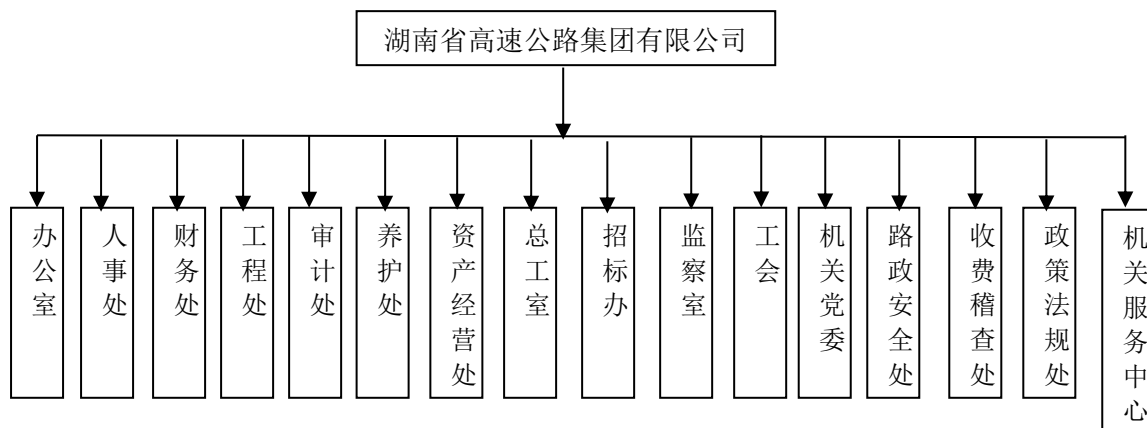 湖南省高速公路集团有限公司
办公室
人事处
财务处
工程处
审计处
养护处
资产经营处
总工室
招标办
监察室
工会
机关党委
路政安全处
收费稽查处
政策法规处
机关服务中心